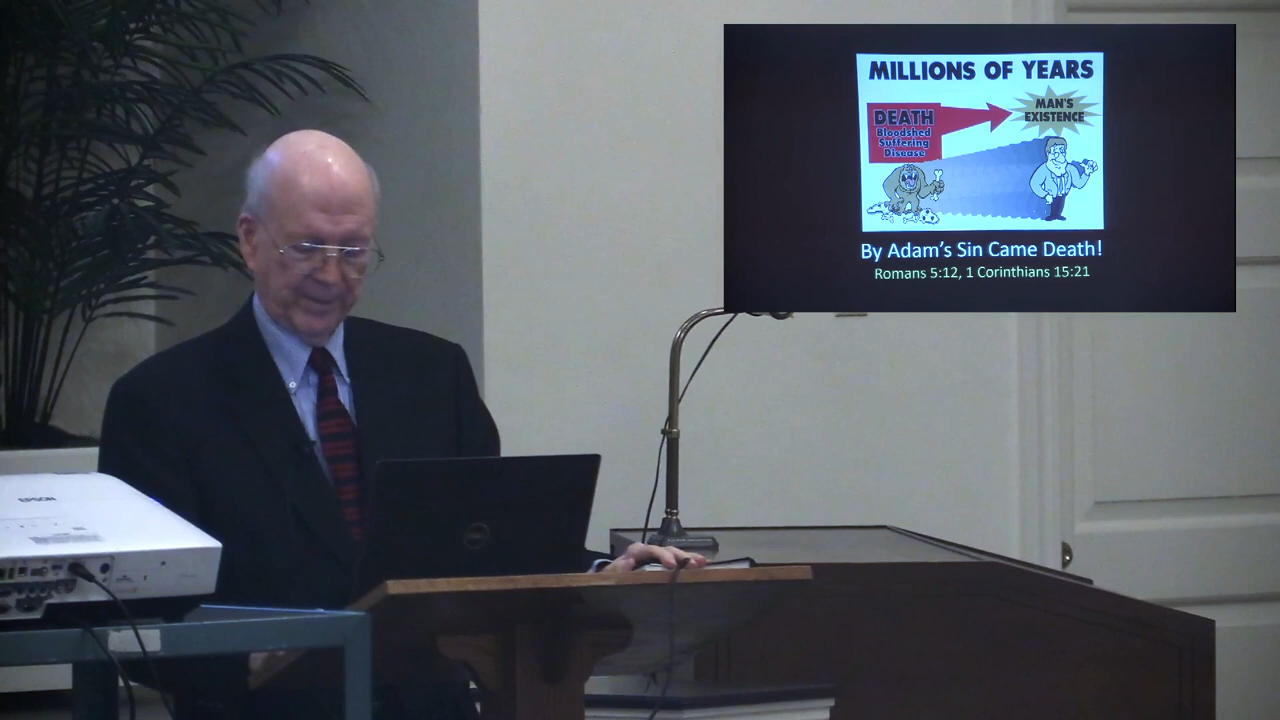 MILLIONS OF YEARS
DEATH
Bloodshed
Suffering
Disease
MAN'S
EXISTENCE
By Adam's Sin Came Death!
Romans 5:12, 1 Corinthians 15:21
EPSON
DELL